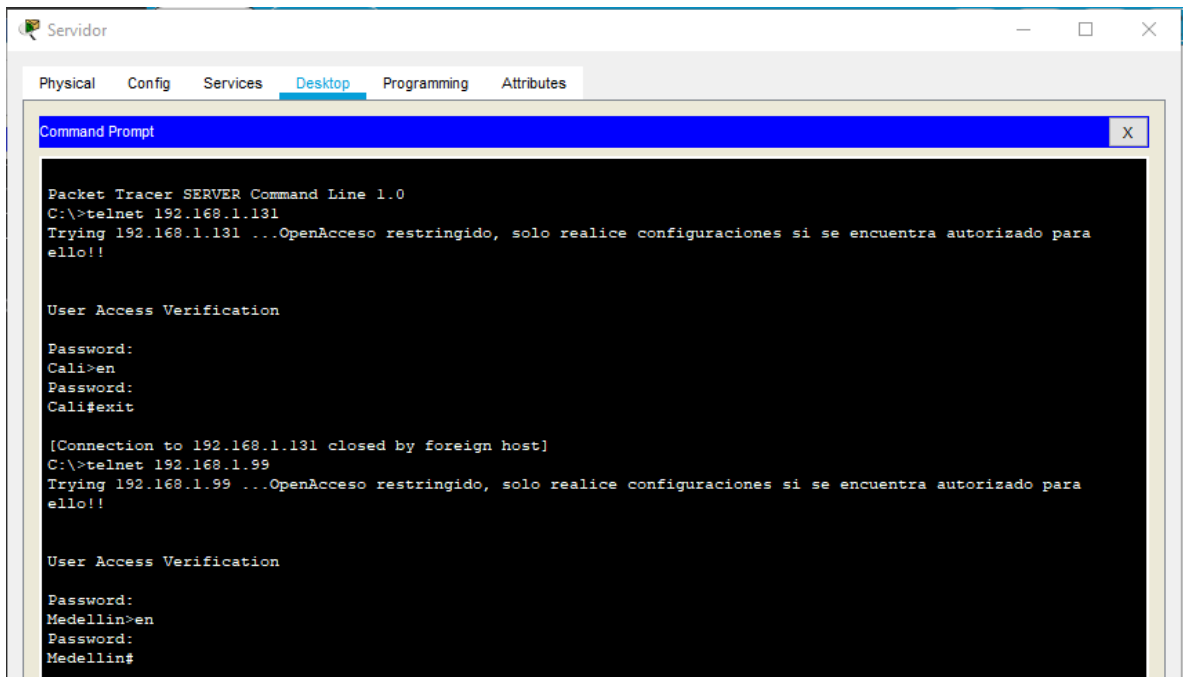 Servidor
Physical Config Services Desktop Programming Attributes
Command Prompt X
Packet Tracer SERVER Command Line 1.0
C:\>telnet 192.168.1.131
Trying 192.168.1.131 ...OpenAcceso restringido, solo realice configuraciones si se encuentra autorizado para
ello!!
User Access Verification
Password:
Cali>en
Password:
Cali#exit
[Connection to 192.168.1.131 closed by foreign host]
C:\>telnet 192.168.1.99
Trying 192.168.1.99 ...OpenAcceso restringido, solo realice configuraciones si se encuentra autorizado para
ello!!
User Access Verification
Password:
Medellin>en
Password:
Medellin#